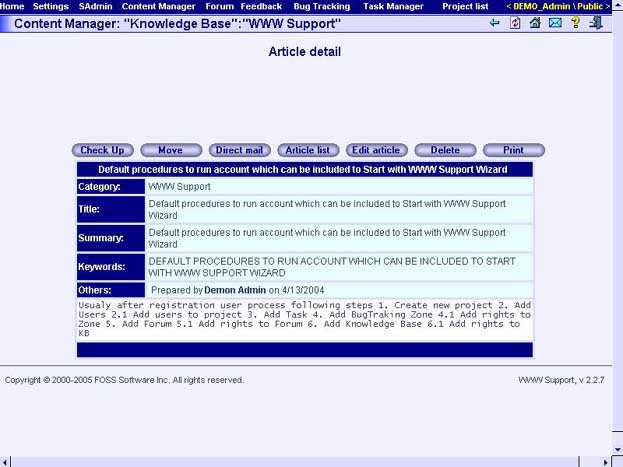 Home Settings SAdmin Content Manager Forum Feedback Bug Tracking Task Manager Project list < DEMO_Admin \ Public >
Content Manager: "Knowledge Base":"WWW Support"
Article detail
Check Up Move Direct mail Article list Edit article Delete Print
Default procedures to run account which can be included to Start with WWW Support Wizard
Category: WWW Support
Title: Default procedures to run account which can be included to Start with WWW Support
Wizard
Summary: Default procedures to run account which can be included to Start with WWW Support
Wizard
Keywords: DEFAULT PROCEDURES TO RUN ACCOUNT WHICH CAN BE INCLUDED TO START
WITH WWW SUPPORT WIZARD
Others: Prepared by Demon Admin on 4/13/2004
Usualy after registration user process following steps 1. Create new project 2. Add
Users 2.1 Add users to project 3. Add Task 4. Add BugTraking Zone 4.1 Add rights to
Zone 5. Add Forum 5.1 Add rights to Forum 6. Add Knowledge Base 6.1 Add rights to
KB
Copyright © 2000-2005 FOSS Software Inc. All rights reserved. WWW Support, v 2.2.7